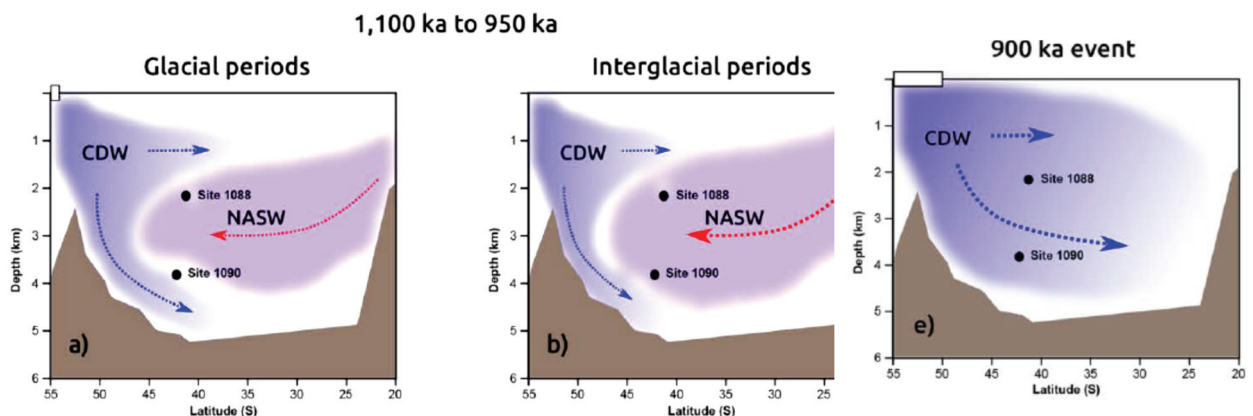 1,100 ka to 950 ka
Glacial periods
Interglacial periods
900 ka event
CDW
Site 1088
NASW
Site 1090
a)
Depth (km)
1
2
3
4
5
6
55 50 45 40 35 30 25 20
Latitude (S)
CDW
Site 1088
NASW
Site 1090
b)
Depth (km)
1
2
3
4
5
6
55 50 45 40 35 30 25
Latitude (S)
CDW
Site 1088
Site 1090
e)
Depth (km)
1
2
3
4
5
6
55 50 45 40 35 30 25 20
Latitude (S)